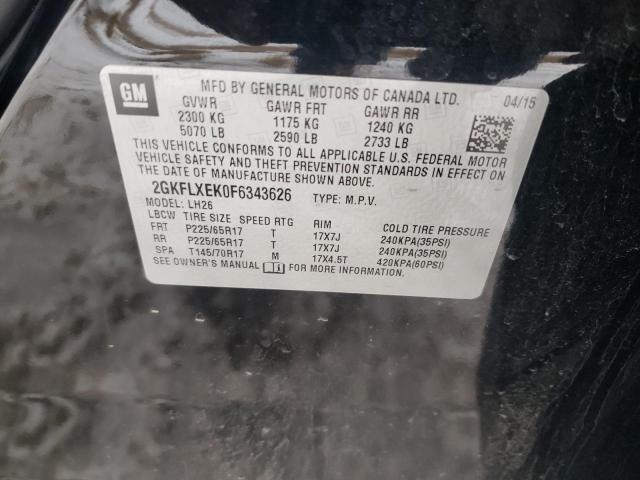 GM
MFD BY GENERAL MOTORS OF CANADA LTD. 04/15
GVWR GAWR FRT GAWR RR
2300 KG 1175 KG 1240 KG
5070 LB 2590 LB 2733 LB
THIS VEHICLE CONFORMS TO ALL APPLICABLE U.S. FEDERAL MOTOR
VEHICLE SAFETY AND THEFT PREVENTION STANDARDS IN EFFECT ON
THE DATE OF MANUFACTURE SHOWN ABOVE.
2GKFLXEK0F6343626 TYPE: M.P.V.
MODEL: LH26
LBCW TIRE SIZE SPEED RTG RIM COLD TIRE PRESSURE
FRT P225/65R17 T 17X7J 240KPA(35PSI)
RR P225/65R17 T 17X7J 240KPA(35PSI)
SPA T145/70R17 M 17X4.5T 420KPA(60PSI)
SEE OWNER'S MANUAL FOR MORE INFORMATION.